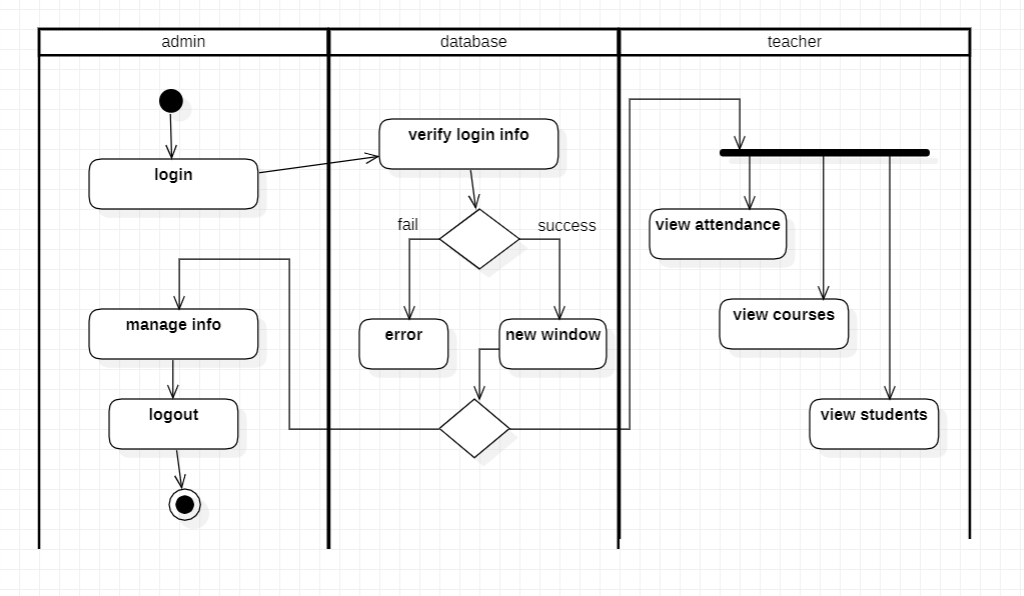 admin
database
teacher
verify login info
login
fail
success
view attendance
view courses
manage info
error
new window
logout
view students